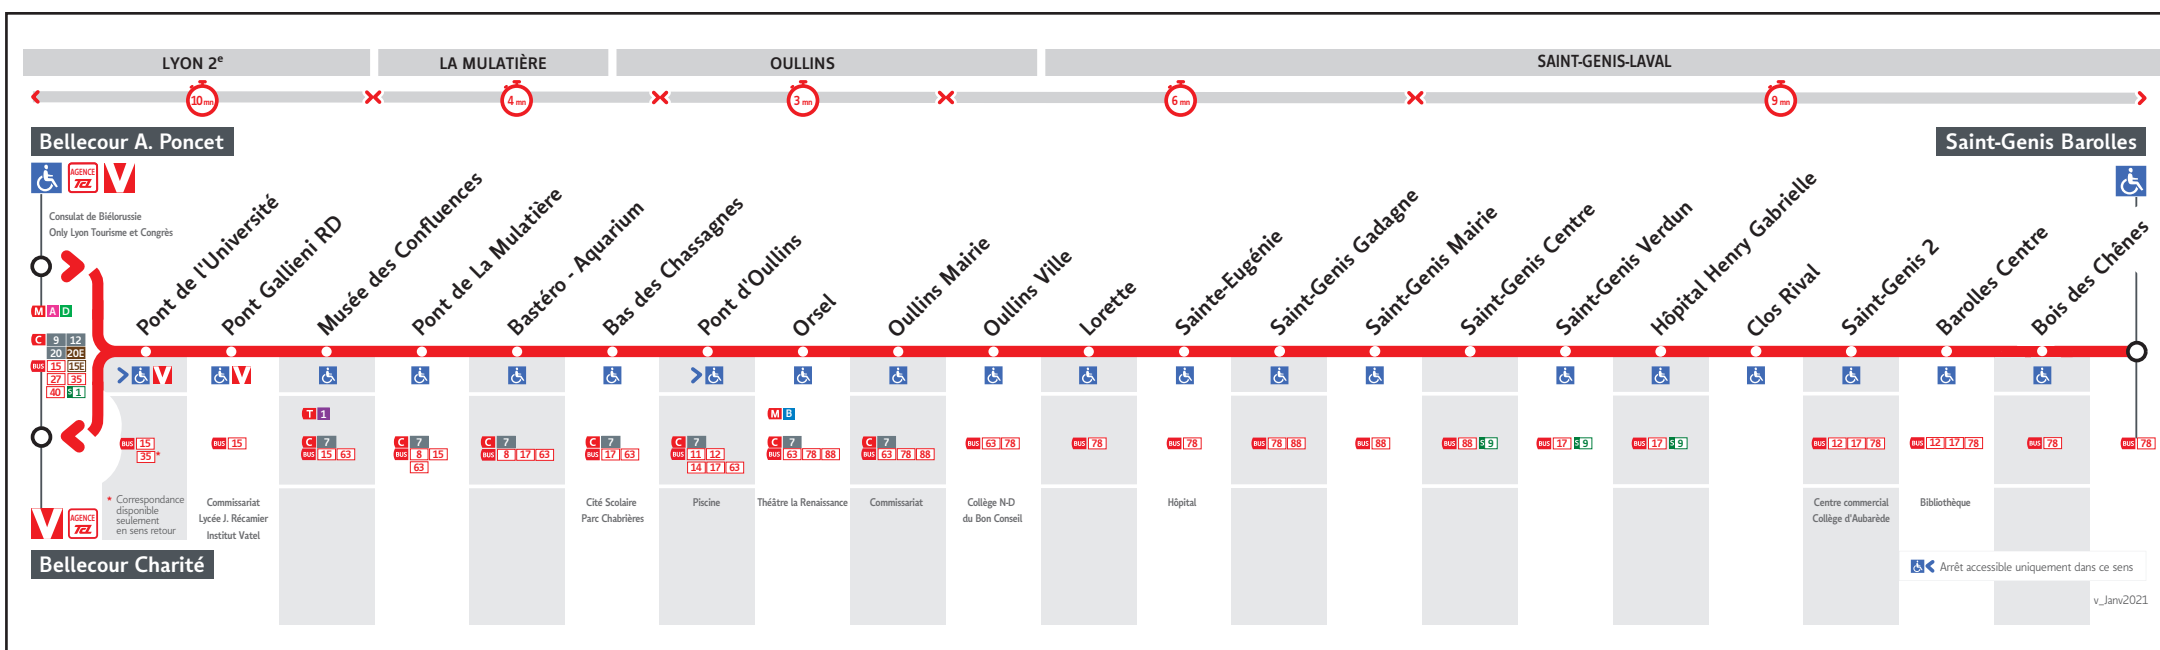 LYON 2e
LA MULATIÈRE
OULLINS
SAINT-GENIS-LAVAL
10 mn
4 mn
3 mn
6 mn
9 mn
Bellecour A. Poncet
Saint-Genis Barolles
AGENCE
TCL
Consulat de Biélorussie
Only Lyon Tourisme et Congrès
Pont de l'Université
Pont Gallieni RD
Musée des Confluences
Pont de La Mulatière
Bastéro - Aquarium
Bas des Chassagnes
Pont d'Oullins
Orsel
Oullins Mairie
Oullins Ville
Lorette
Sainte-Eugénie
Saint-Genis Gadagne
Saint-Genis Mairie
Saint-Genis Centre
Saint-Genis Verdun
Hôpital Henry Gabrielle
Clos Rival
Saint-Genis 2
Barolles Centre
Bois des Chênes
M A D
C 9 12
20 20E
BUS 15 15E
27 35
40 S 1
BUS 15
35 *
BUS 15
T 1
C 7
BUS 15 63
C 7
BUS 8 15
63
C 7
BUS 8 17 63
C 7
BUS 17 63
C 7
BUS 11 12
14 17 63
M B
C 7
BUS 63 78 88
C 7
BUS 63 78 88
BUS 63 78
BUS 78
BUS 78
BUS 78 88
BUS 88
BUS 88 S 9
BUS 17 S 9
BUS 17 S 9
BUS 12 17 78
BUS 12 17 78
BUS 78
BUS 78
* Correspondance
disponible
seulement
en sens retour
Commissariat
Lycée J. Récamier
Institut Vatel
Cité Scolaire
Parc Chabrières
Piscine
Théâtre la Renaissance
Commissariat
Collège N-D
du Bon Conseil
Hôpital
Centre commercial
Collège d'Aubarède
Bibliothèque
AGENCE
TCL
Bellecour Charité
Arrêt accessible uniquement dans ce sens
v_Janv2021